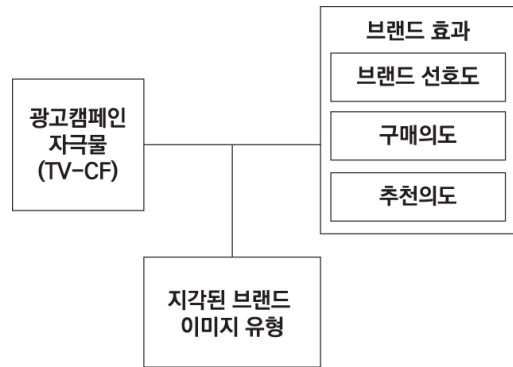 브랜드 효과
브랜드 선호도
광고캠페인
자극물
(TV-CF)
구매의도
추천의도
지각된 브랜드
이미지 유형